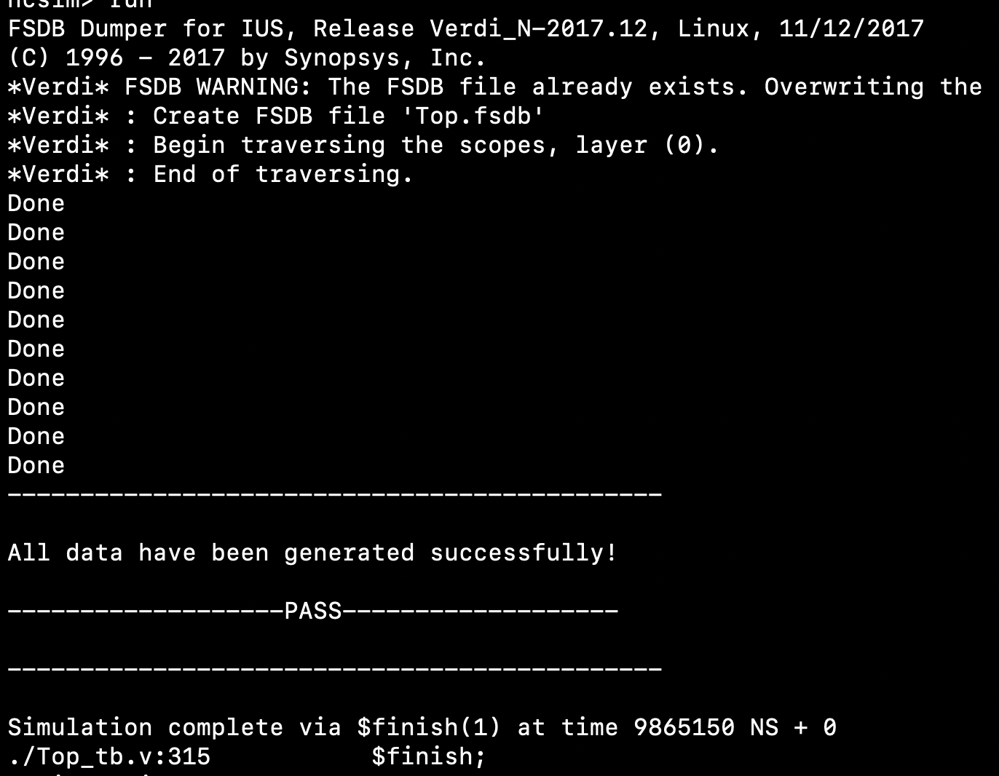 ncsim> run
FSDB Dumper for IUS, Release Verdi_N-2017.12, Linux, 11/12/2017
(C) 1996 - 2017 by Synopsys, Inc.
*Verdi* FSDB WARNING: The FSDB file already exists. Overwriting the
*Verdi* : Create FSDB file 'Top.fsdb'
*Verdi* : Begin traversing the scopes, layer (0).
*Verdi* : End of traversing.
Done
Done
Done
Done
Done
Done
Done
Done
Done
Done
---------------------------------------------
All data have been generated successfully!
-------------------PASS-------------------
---------------------------------------------
Simulation complete via $finish(1) at time 9865150 NS + 0
./Top_tb.v:315           $finish;